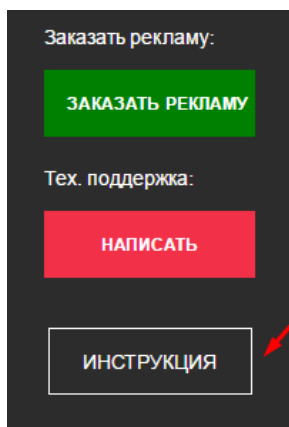 Заказать рекламу:
ЗАКАЗАТЬ РЕКЛАМУ
Тех. поддержка:
НАПИСАТЬ
ИНСТРУКЦИЯ